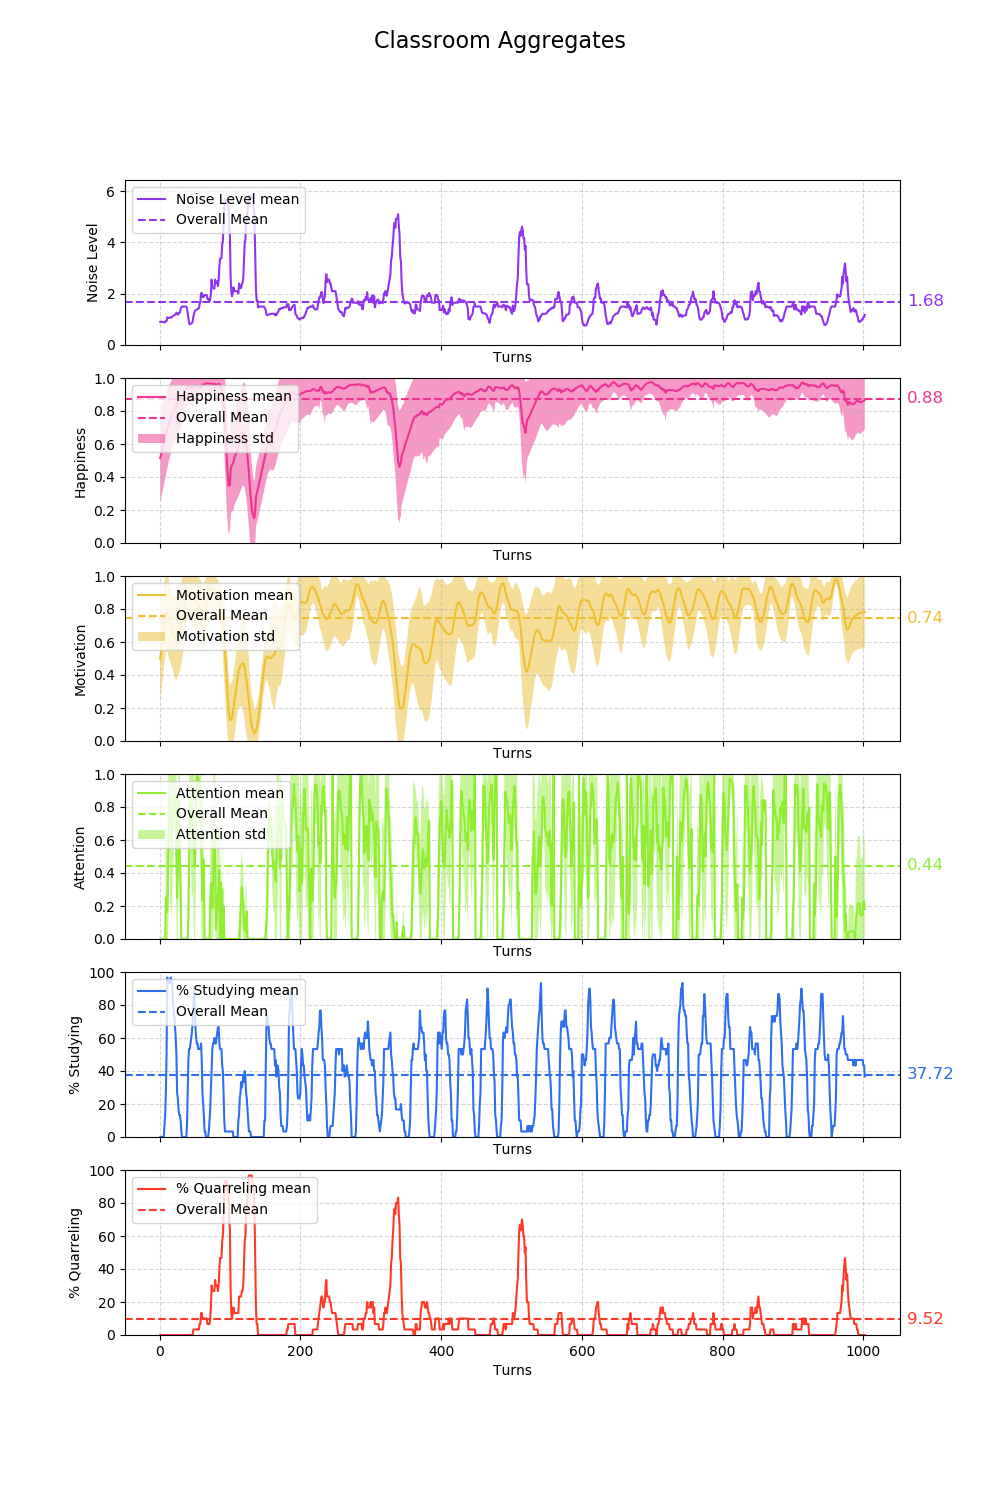 Classroom Aggregates
Noise Level
6
4
2
0
Noise Level mean
Overall Mean
1.68
Turns
Happiness
1.0
0.8
0.6
0.4
0.2
0.0
Happiness mean
Overall Mean
Happiness std
0.88
Turns
Motivation
1.0
0.8
0.6
0.4
0.2
0.0
Motivation mean
Overall Mean
Motivation std
0.74
Turns
Attention
1.0
0.8
0.6
0.4
0.2
0.0
Attention mean
Overall Mean
Attention std
0.44
Turns
% Studying
100
80
60
40
20
0
% Studying mean
Overall Mean
37.72
Turns
% Quarreling
100
80
60
40
20
0
% Quarreling mean
Overall Mean
9.52
0 200 400 600 800 1000
Turns